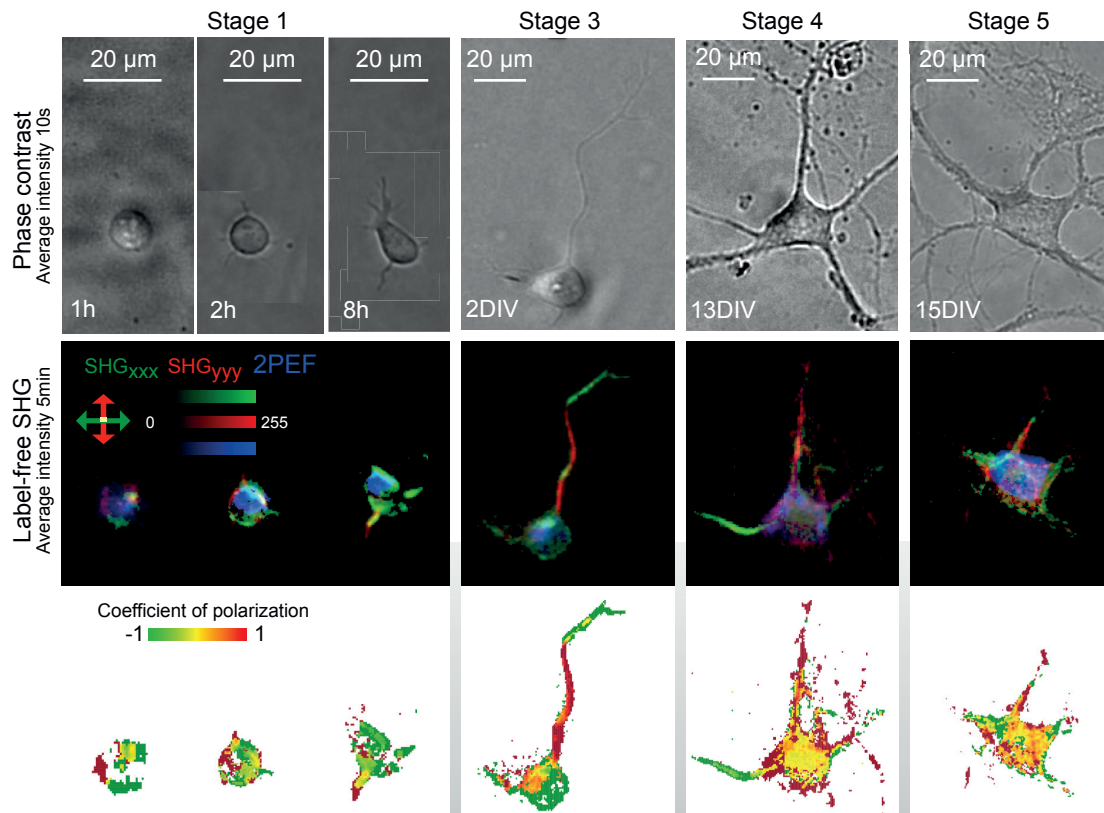 Stage 1
Stage 3
Stage 4
Stage 5
Phase contrast
Average intensity 10s
20 µm
20 µm
20 µm
20 µm
20 µm
20 µm
1h
2h
8h
2DIV
13DIV
15DIV
Label-free SHG
Average intensity 5min
SHGxxx SHGyyy 2PEF
0 255
Coefficient of polarization
-1 1